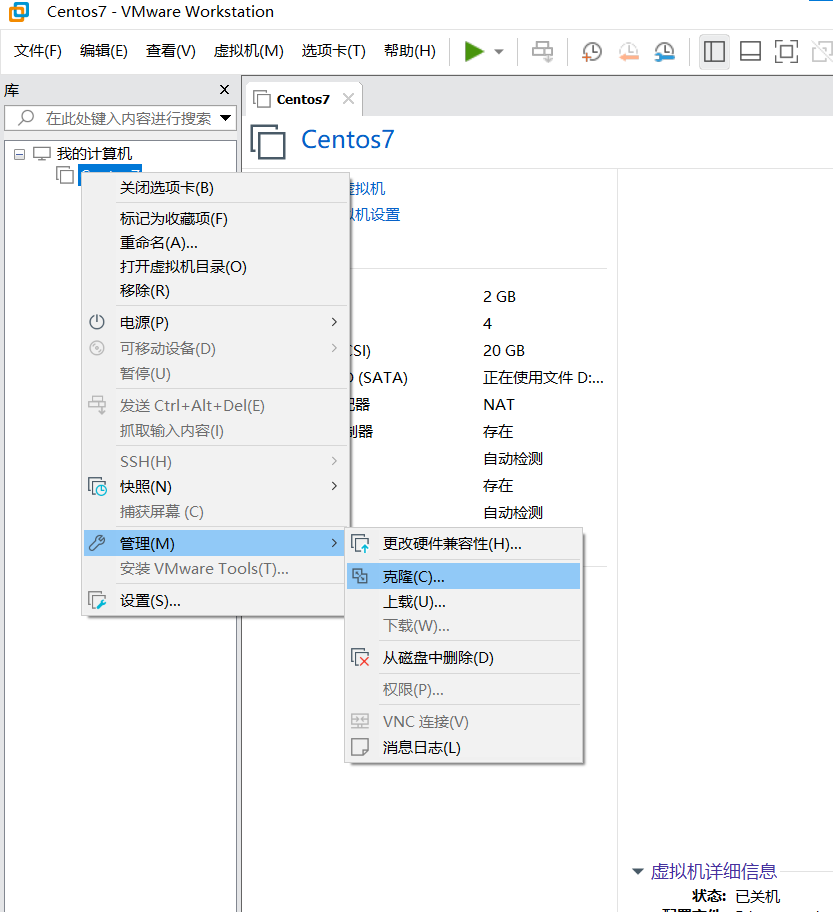 Centos7 - VMware Workstation
文件(F) 编辑(E) 查看(V) 虚拟机(M) 选项卡(T) 帮助(H)
库
在此处键入内容进行搜索
我的计算机
Centos7
Centos7
虚拟机
机设置
2 GB
4
CSI) 20 GB
(SATA) 正在使用文件 D:...
配器 NAT
制器 存在
自动检测
存在
自动检测
关闭选项卡(B)
标记为收藏项(F)
重命名(A)...
打开虚拟机目录(O)
移除(R)
电源(P)
可移动设备(D)
暂停(U)
发送 Ctrl+Alt+Del(E)
抓取输入内容(I)
SSH(H)
快照(N)
捕获屏幕 (C)
管理(M)
安装 VMware Tools(T)...
设置(S)...
更改硬件兼容性(H)...
克隆(C)...
上载(U)...
下载(W)...
从磁盘中删除(D)
权限(P)...
VNC 连接(V)
消息日志(L)
虚拟机详细信息
状态: 已关机